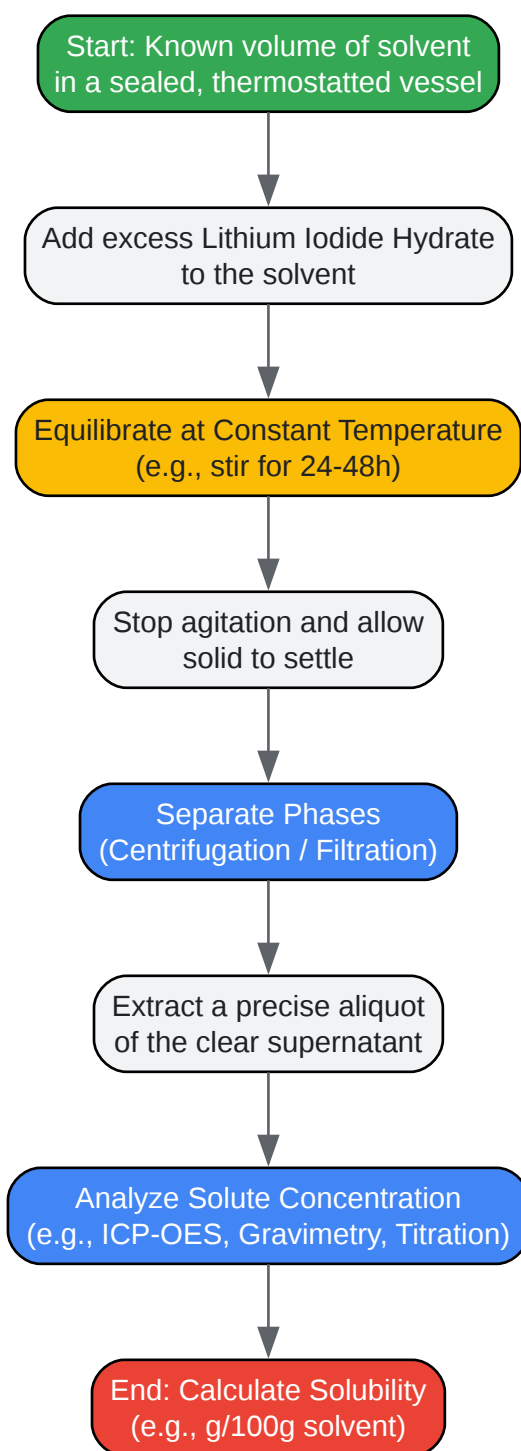 Start: Known volume of solvent
in a sealed, thermostatted vessel
Add excess Lithium Iodide Hydrate
to the solvent
Equilibrate at Constant Temperature
(e.g., stir for 24-48h)
Stop agitation and allow
solid to settle
Separate Phases
(Centrifugation / Filtration)
Extract a precise aliquot
of the clear supernatant
Analyze Solute Concentration
(e.g., ICP-OES, Gravimetry, Titration)
End: Calculate Solubility
(e.g., g/100g solvent)